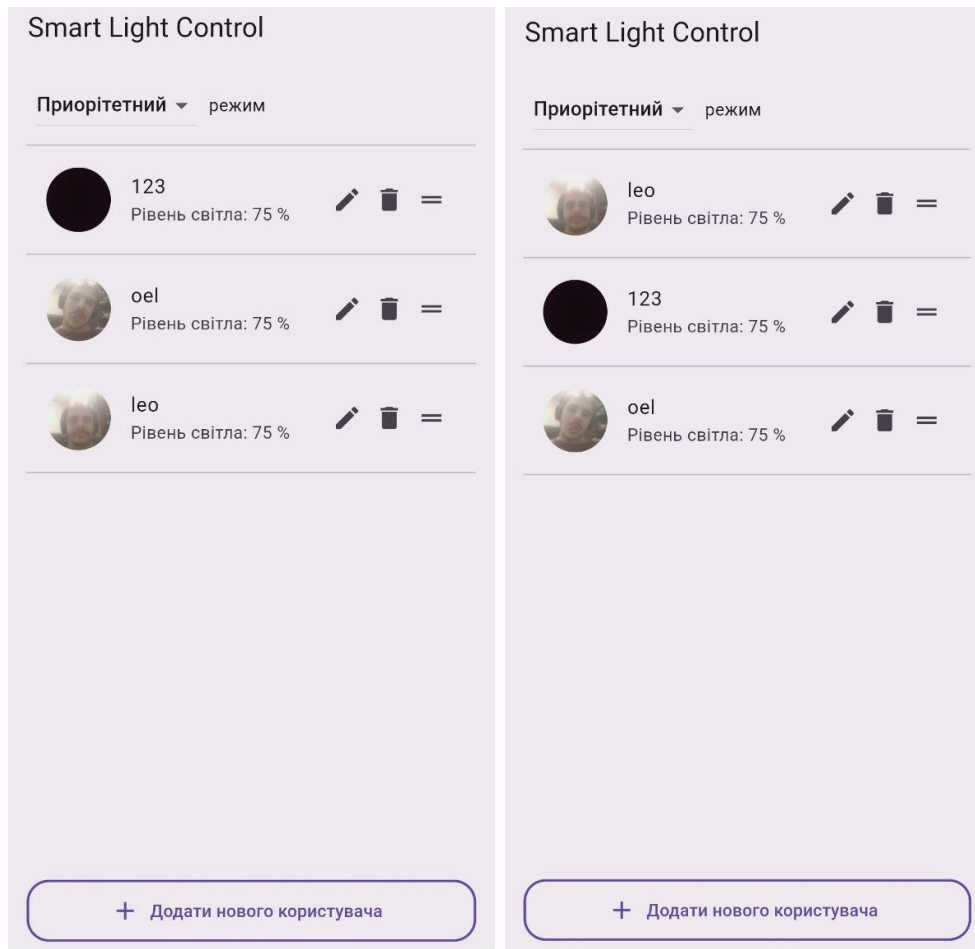 Smart Light Control
Приорітетний режим
123
Рівень світла: 75 %
oel
Рівень світла: 75 %
leo
Рівень світла: 75 %
+ Додати нового користувача
Smart Light Control
Приорітетний режим
leo
Рівень світла: 75 %
123
Рівень світла: 75 %
oel
Рівень світла: 75 %
+ Додати нового користувача